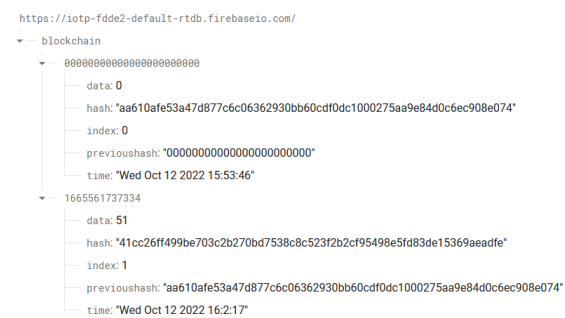 https://iotp-fdde2-default-rtdb.firebaseio.com/
blockchain
00000000000000000000000
data: 0
hash: "aa610afe53a47d877c6c06362930bb60cdf0dc1000275aa9e84d0c6ec908e074"
index: 0
previoushash: "00000000000000000000000"
time: "Wed Oct 12 2022 15:53:46"
1665561737334
data: 51
hash: "41cc26ff499be703c2b270bd7538c8c523f2b2cf95498e5fd83de15369aeadfe"
index: 1
previoushash: "aa610afe53a47d877c6c06362930bb60cdf0dc1000275aa9e84d0c6ec908e074"
time: "Wed Oct 12 2022 16:2:17"